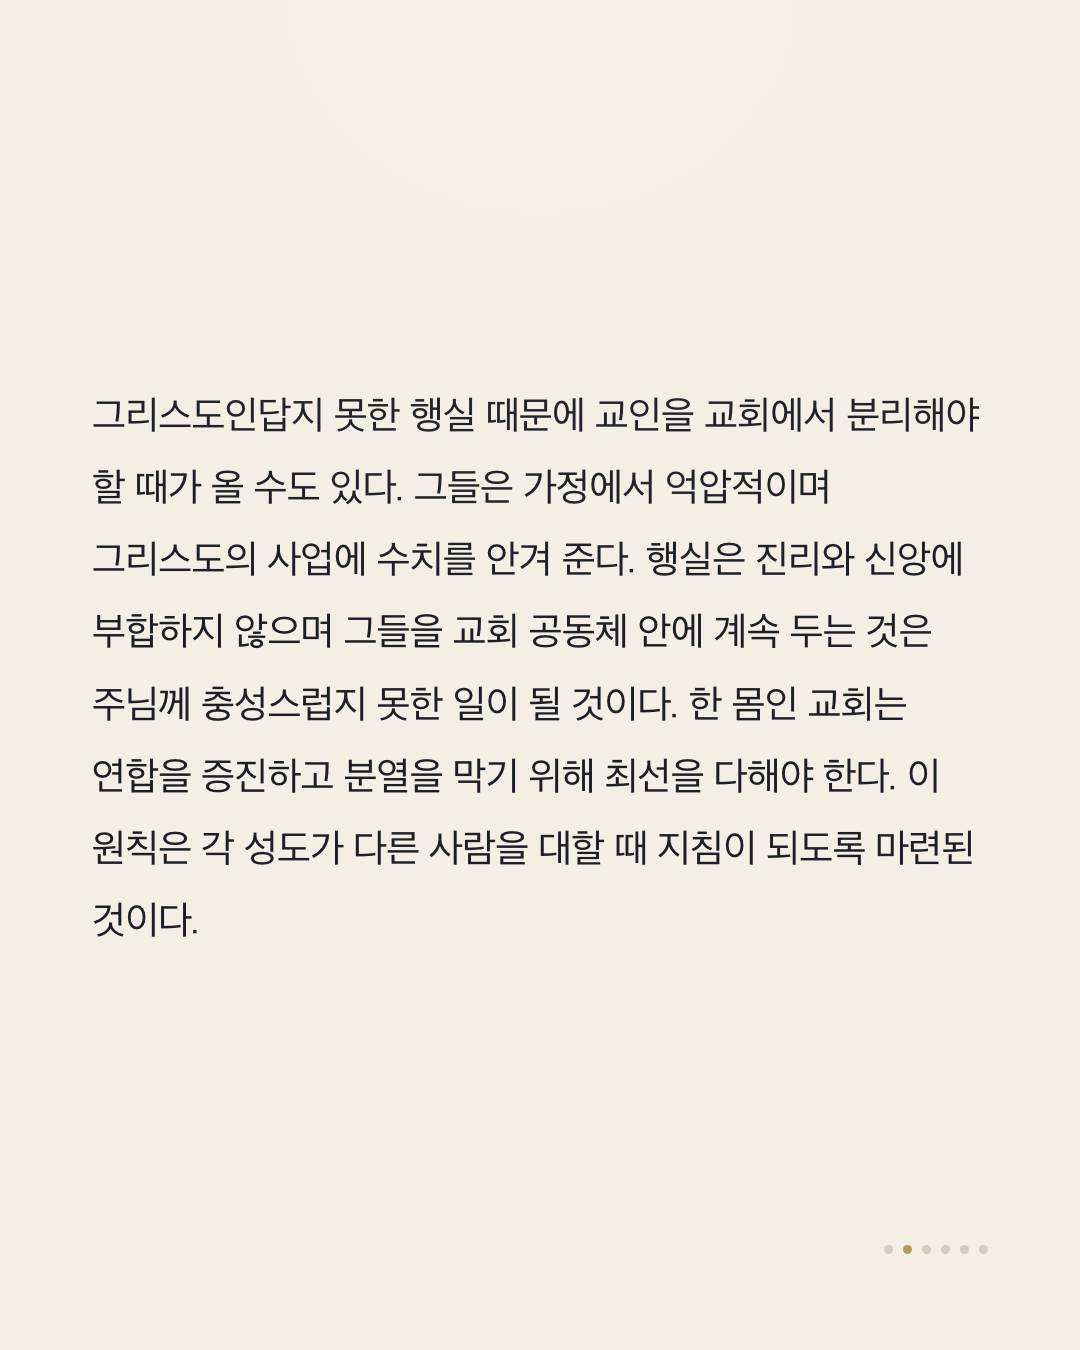 그리스도인답지 못한 행실 때문에 교인을 교회에서 분리해야
할 때가 올 수도 있다. 그들은 가정에서 억압적이며
그리스도의 사업에 수치를 안겨 준다. 행실은 진리와 신앙에
부합하지 않으며 그들을 교회 공동체 안에 계속 두는 것은
주님께 충성스럽지 못한 일이 될 것이다. 한 몸인 교회는
연합을 증진하고 분열을 막기 위해 최선을 다해야 한다. 이
원칙은 각 성도가 다른 사람을 대할 때 지침이 되도록 마련된
것이다.